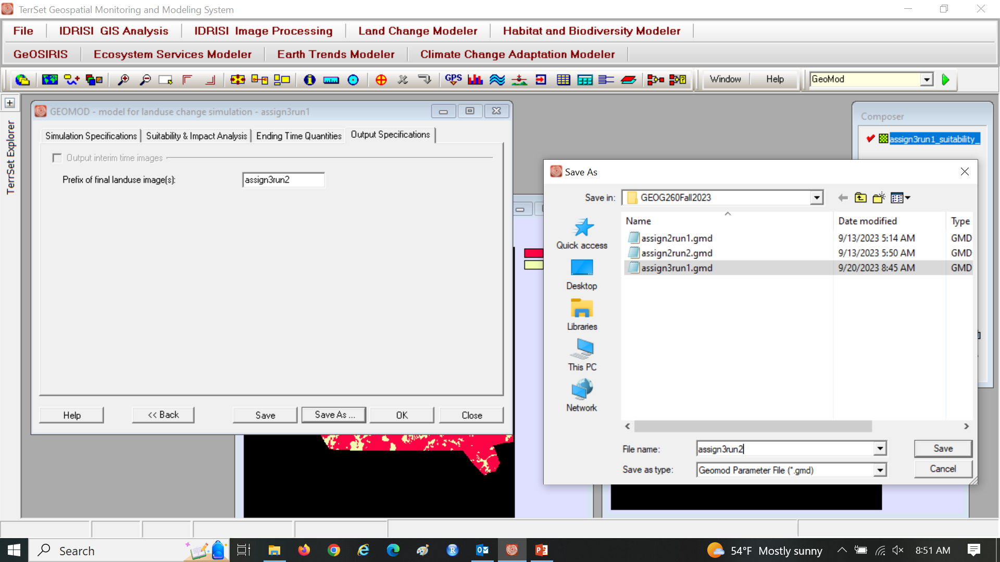 TerrSet Geospatial Monitoring and Modeling System
File
IDRISI GIS Analysis
IDRISI Image Processing
Land Change Modeler
Habitat and Biodiversity Modeler
GeOSIRIS
Ecosystem Services Modeler
Earth Trends Modeler
Climate Change Adaptation Modeler
GPS
Window
Help
GeoMod
TerrSet Explorer
GEOMOD - model for landuse change simulation - assign3run1
Simulation Specifications
Suitability & Impact Analysis
Ending Time Quantities
Output Specifications
Output interim time images
Prefix of final landuse image(s):
assign3run2
Help
<< Back
Save
Save As ...
OK
Close
Composer
assign3run1_suitability_
Save As
Save in:
GEOG260Fall2023
Quick access
Desktop
Libraries
This PC
Network
Name
Date modified
Type
assign2run1.gmd
9/13/2023 5:14 AM
GMD
assign2run2.gmd
9/13/2023 5:50 AM
GMD
assign3run1.gmd
9/20/2023 8:45 AM
GMD
File name:
assign3run2
Save
Save as type:
Geomod Parameter File (*.gmd)
Cancel
Search
54°F Mostly sunny
8:51 AM